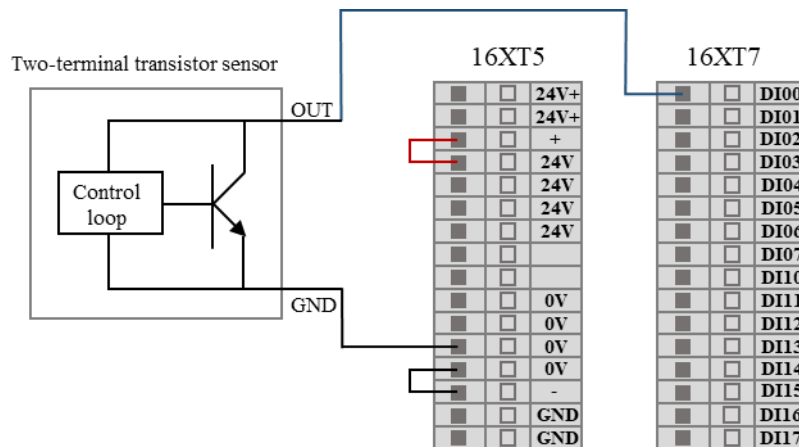 Two-terminal transistor sensor
OUT
Control
loop
GND
16XT5
24V+
24V+
+
24V
24V
24V
24V
0V
0V
0V
0V
-
GND
GND
16XT7
DI00
DI01
DI02
DI03
DI04
DI05
DI06
DI07
DI10
DI11
DI12
DI13
DI14
DI15
DI16
DI17